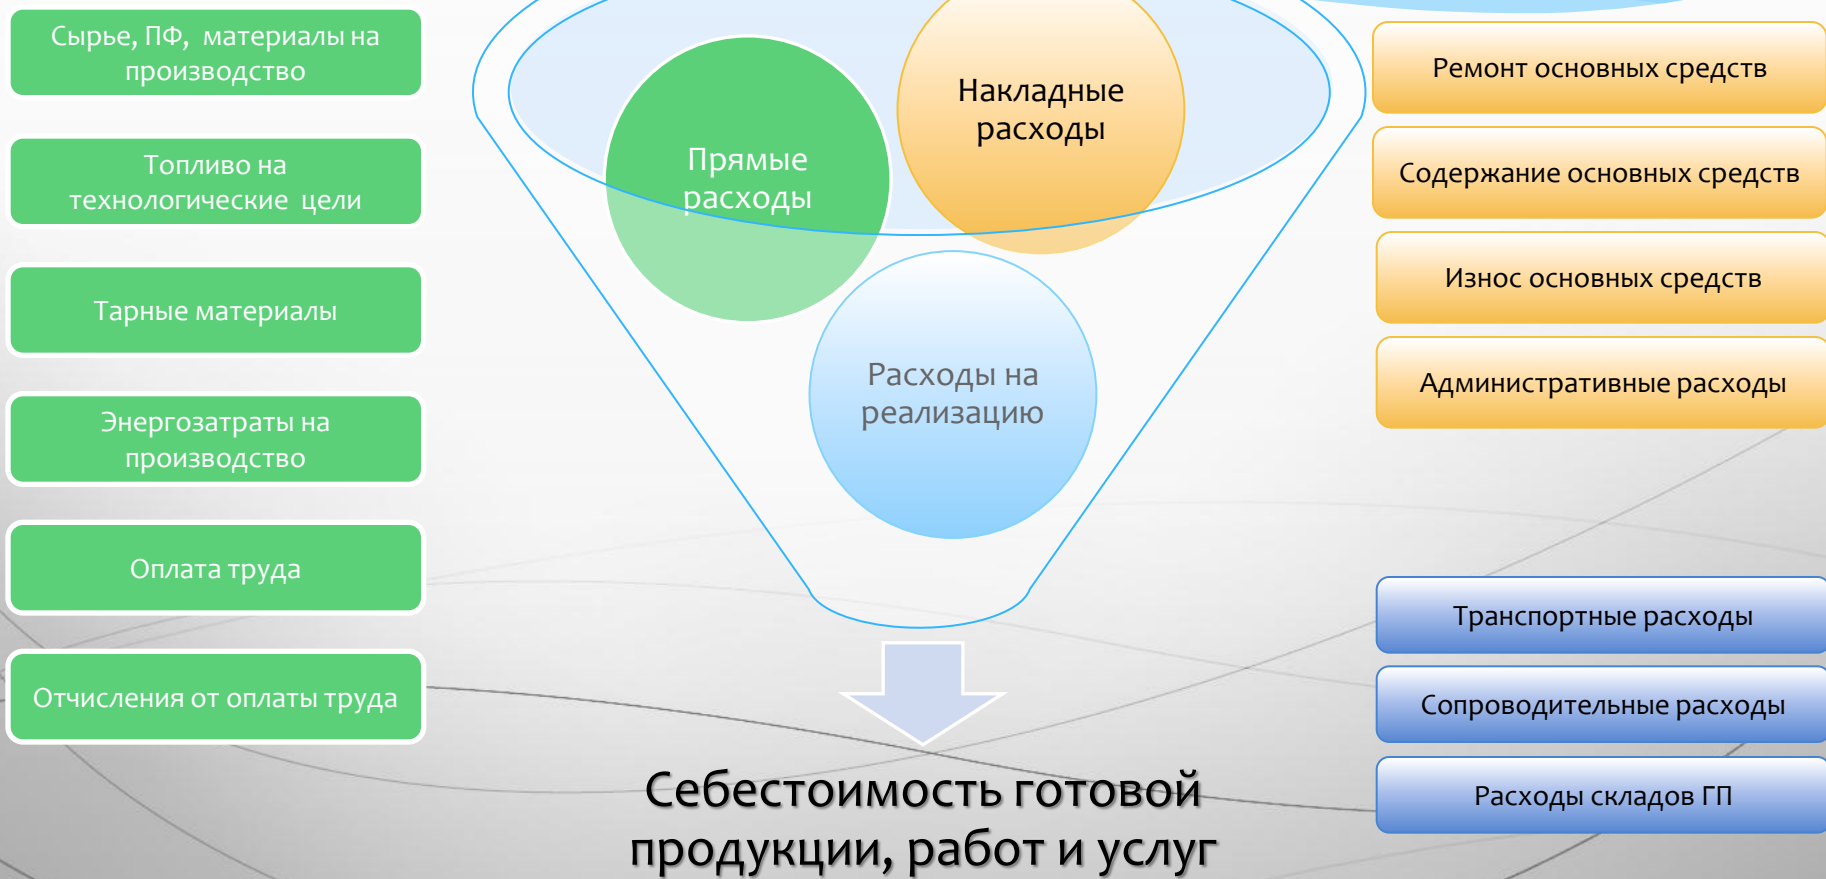 Сырье, ПФ, материалы на
производство
Топливо на
технологические цели
Тарные материалы
Энергозатраты на
производство
Оплата труда
Отчисления от оплаты труда
Накладные
расходы
Прямые
расходы
Расходы на
реализацию
Себестоимость готовой
продукции, работ и услуг
Ремонт основных средств
Содержание основных средств
Износ основных средств
Административные расходы
Транспортные расходы
Сопроводительные расходы
Расходы складов ГП